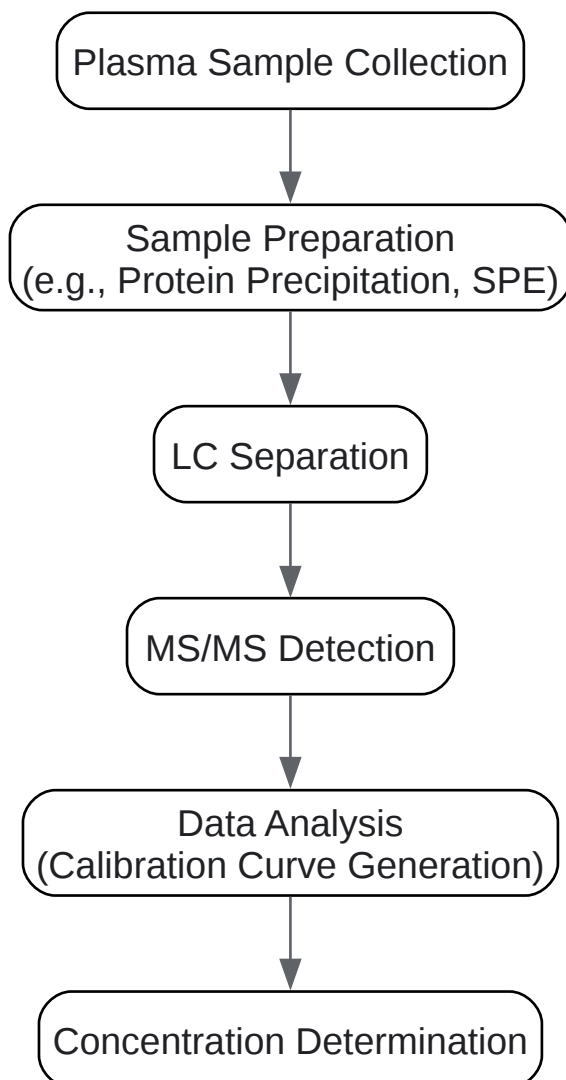 Plasma Sample Collection
Sample Preparation
(e.g., Protein Precipitation, SPE)
LC Separation
MS/MS Detection
Data Analysis
(Calibration Curve Generation)
Concentration Determination